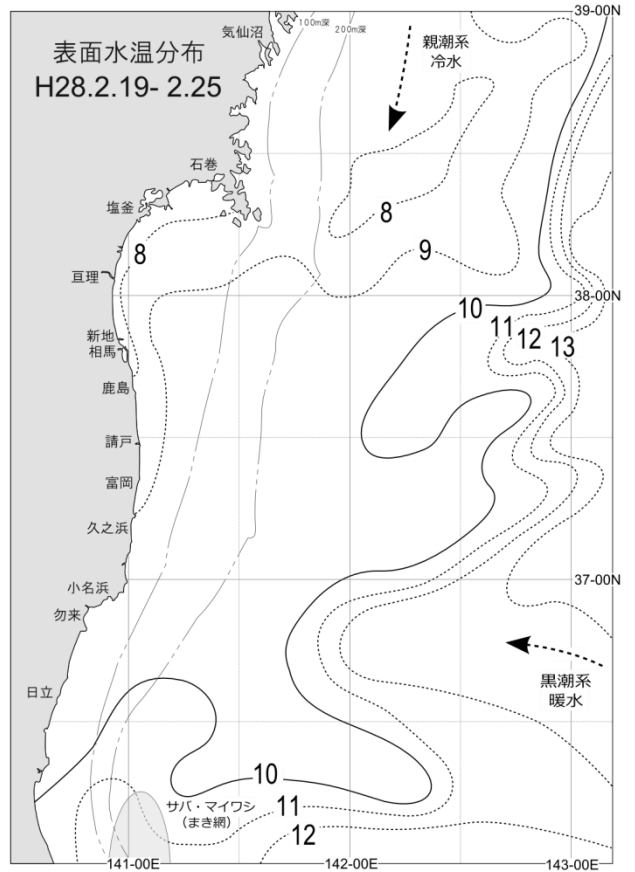 39-00N
表面水温分布
H28.2.19- 2.25
気仙沼
100m深
200m深
親潮系
冷水
石巻
塩釜
8
8
9
亘理
38-00N
10
11
12
13
新地
相馬
鹿島
請戸
富岡
久之浜
37-00N
小名浜
勿来
黒潮系
暖水
日立
10
サバ・マイワシ
(まき網)
11
12
141-00E
142-00E
143-00E